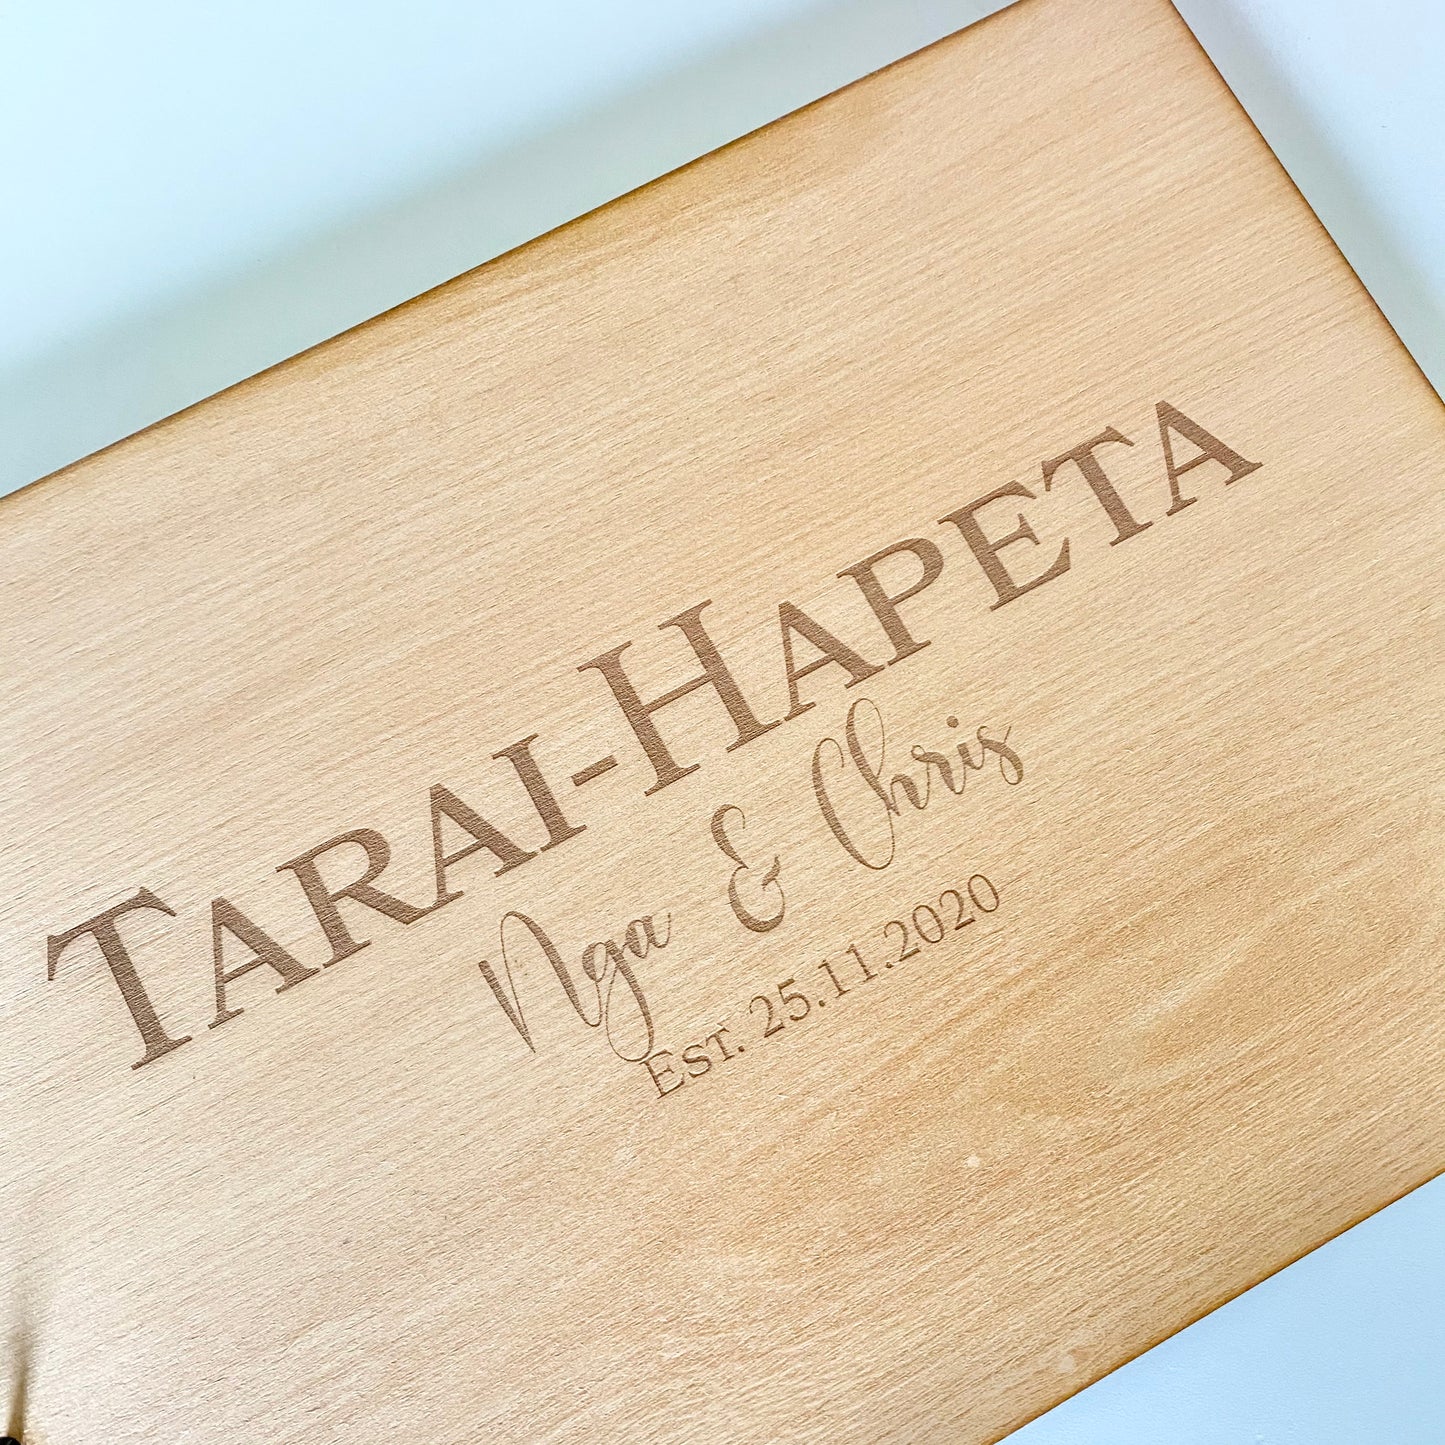 TARAI-HAPETA
Nga & Chris
EST. 25.11.2020